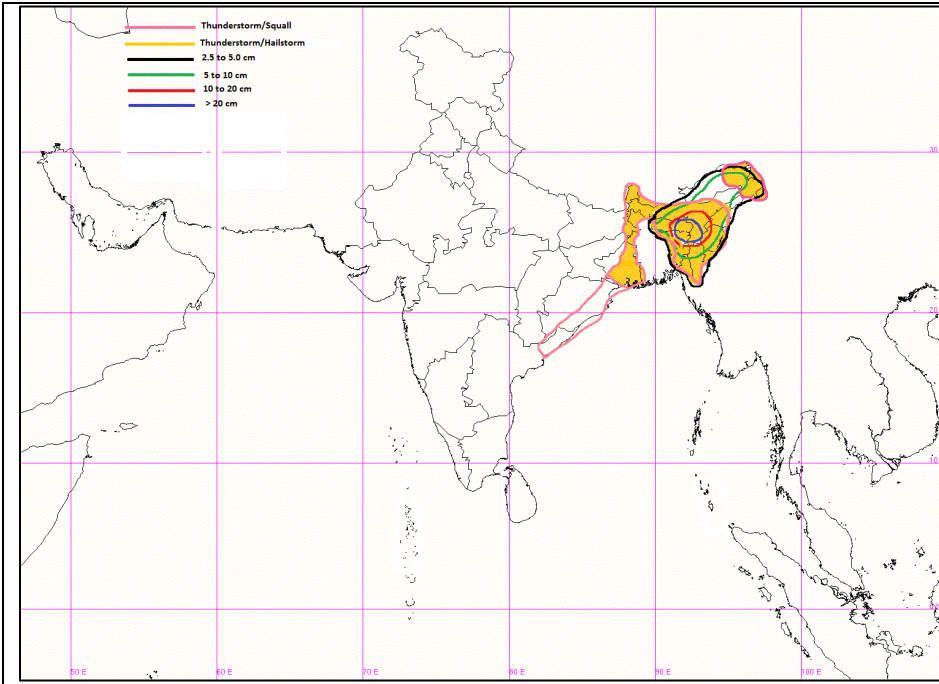 Thunderstorm/Squall
Thunderstorm/Hailstorm
2.5 to 5.0 cm
5 to 10 cm
10 to 20 cm
> 20 cm
30
20
10
50 E
60 E
70 E
80 E
90 E
100 E